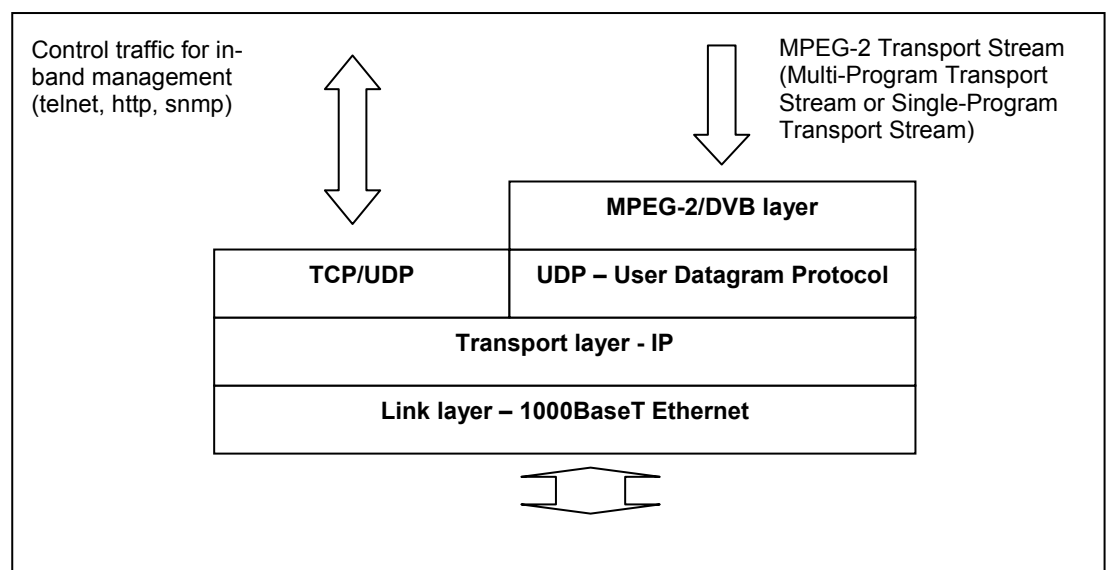 Control traffic for in-
band management
(telnet, http, snmp)
MPEG-2 Transport Stream
(Multi-Program Transport
Stream or Single-Program
Transport Stream)
MPEG-2/DVB layer
TCP/UDP
UDP – User Datagram Protocol
Transport layer - IP
Link layer – 1000BaseT Ethernet